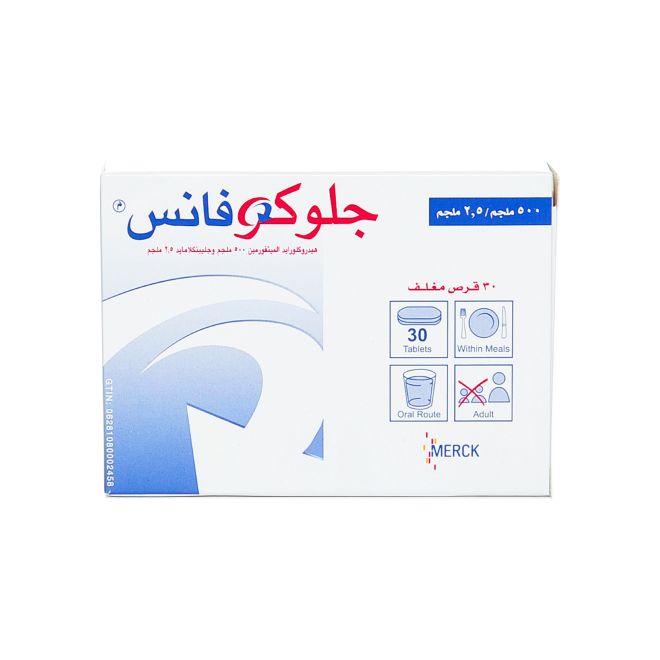 جلوكوفانس
م
هيدروكلورايد الميتفورمين ٥٠٠ ملجم وجليبنكلامايد ٢,٥ ملجم
٥٠٠ ملجم/٢,٥ ملجم
٣٠ قرص مغلف
30
Tablets
Within Meals
Oral Route
Adult
MERCK
GTIN: 06281080002458